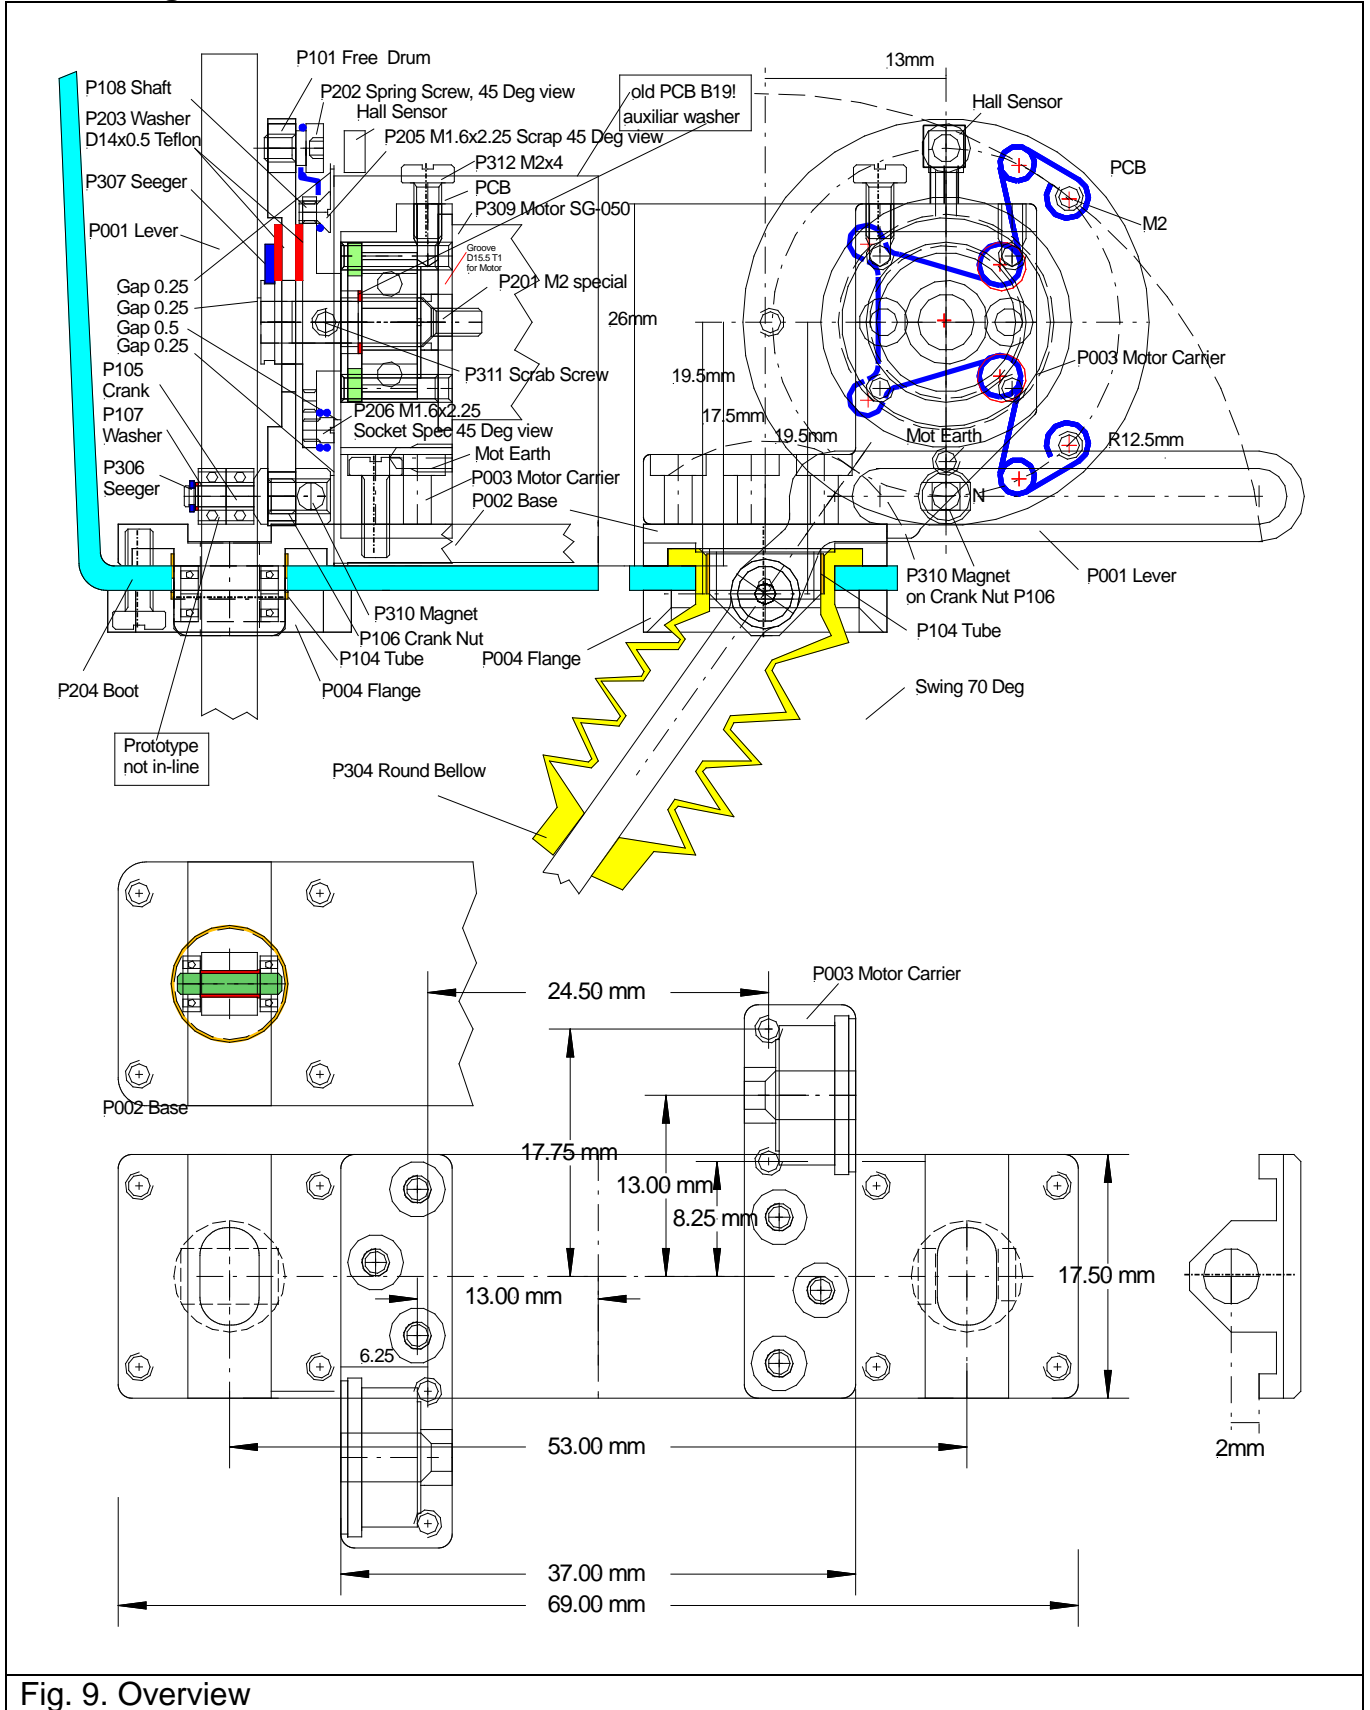 P101 Free  Drum
P108 Shaft
P202 Spring Screw, 45 Deg view
Hall Sensor
P203 Washer
D14x0.5 Teflon
P205 M1.6x2.25 Scrap 45 Deg view
P312 M2x4
PCB
P307 Seeger
P309 Motor SG-050
P001 Lever
Groove
D15.5 T1
for Motor
P201 M2 special
Gap 0.25
Gap 0.25
Gap 0.5
Gap 0.25
P105
Crank
P311 Scrab Screw
P107
Washer
P206 M1.6x2.25
Socket Spec 45 Deg view
Mot Earth
P306
Seeger
P003 Motor Carrier
P002 Base
P310 Magnet
P106 Crank Nut
P104 Tube
P204 Boot
P004 Flange
Prototype
not in-line
old PCB B19!
auxiliar washer
13mm
Hall Sensor
PCB
M2
26mm
P003 Motor Carrier
19.5mm
17.5mm
19.5mm
Mot Earth
R12.5mm
N
P310 Magnet
on Crank Nut P106
P001 Lever
P104 Tube
P004 Flange
Swing 70 Deg
P304 Round Bellow
P002 Base
24.50 mm
P003 Motor Carrier
17.75 mm
13.00 mm
8.25 mm
17.50 mm
13.00 mm
6.25
53.00 mm
2mm
37.00 mm
69.00 mm
Fig. 9. Overview